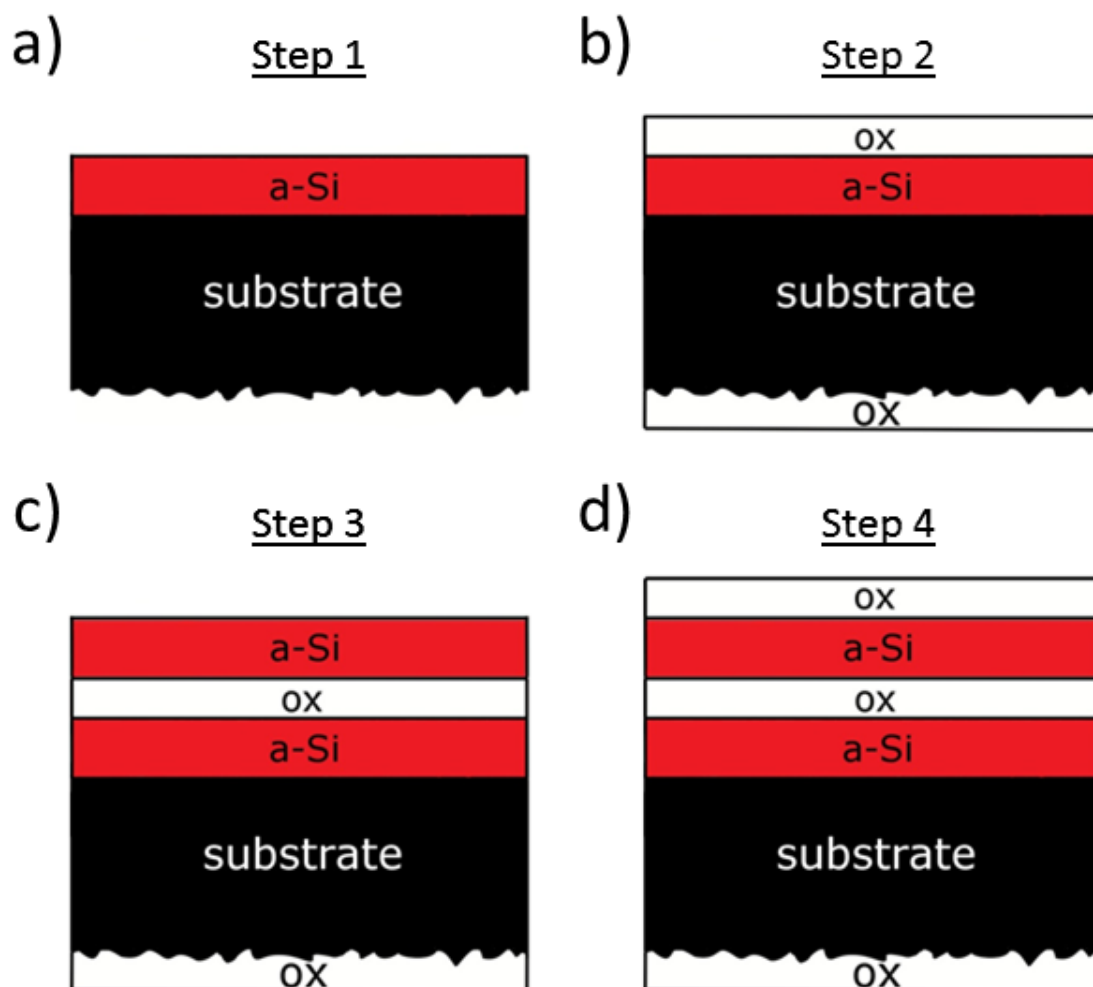 a)
Step 1
a-Si
substrate
b)
Step 2
ox
a-Si
substrate
ox
c)
Step 3
a-Si
ox
a-Si
substrate
ox
d)
Step 4
ox
a-Si
ox
a-Si
substrate
ox